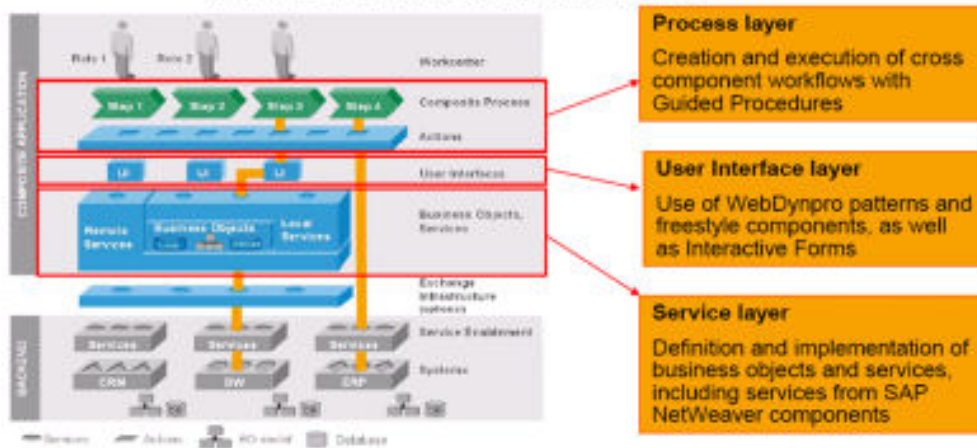 Process layer
Creation and execution of cross
component workflows with
Guided Procedures
User Interface layer
Use of WebDynpro patterns and
freestyle components, as well
as Interactive Forms
Service layer
Definition and implementation of
business objects and services,
including services from SAP
NetWeaver components
COMPOSITE APPLICATION
Role 1
Role 2
Workcenter
Step 1
Step 2
Step 3
Step 4
Composite Process
Actions
UI
UI
UI
User Interfaces
Remote
Services
Business Objects
Local
Services
Business Objects,
Services
Exchange
Infrastructure
(optional)
BACKEND
Services
Services
Services
Service Enablement
CRM
BW
ERP
Systems
Services
Actions
Database